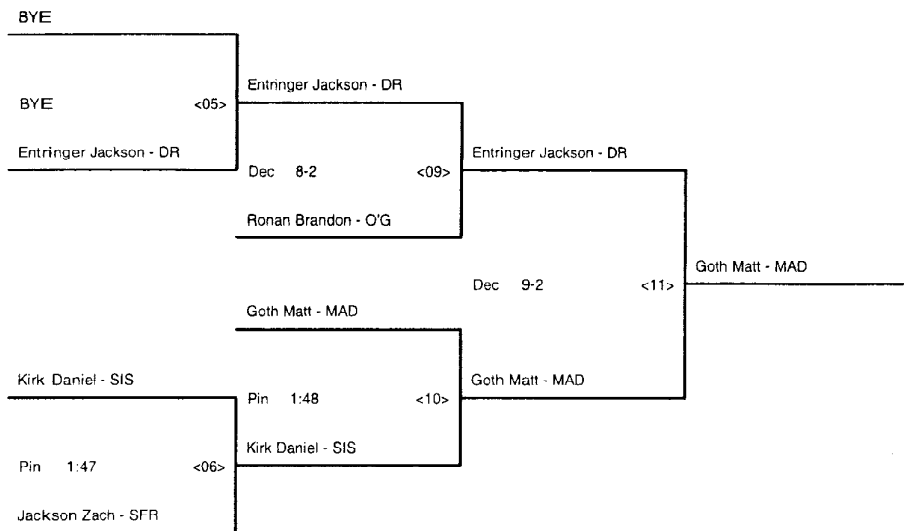 BYE
Entringer Jackson - DR
BYE <05>
Entringer Jackson - DR
Entringer Jackson - DR
Dec 8-2 <09>
Ronan Brandon - O'G
Goth Matt - MAD
Dec 9-2 <11>
Goth Matt - MAD
Kirk Daniel - SIS
Goth Matt - MAD
Pin 1:48 <10>
Kirk Daniel - SIS
Pin 1:47 <06>
Jackson Zach - SFR